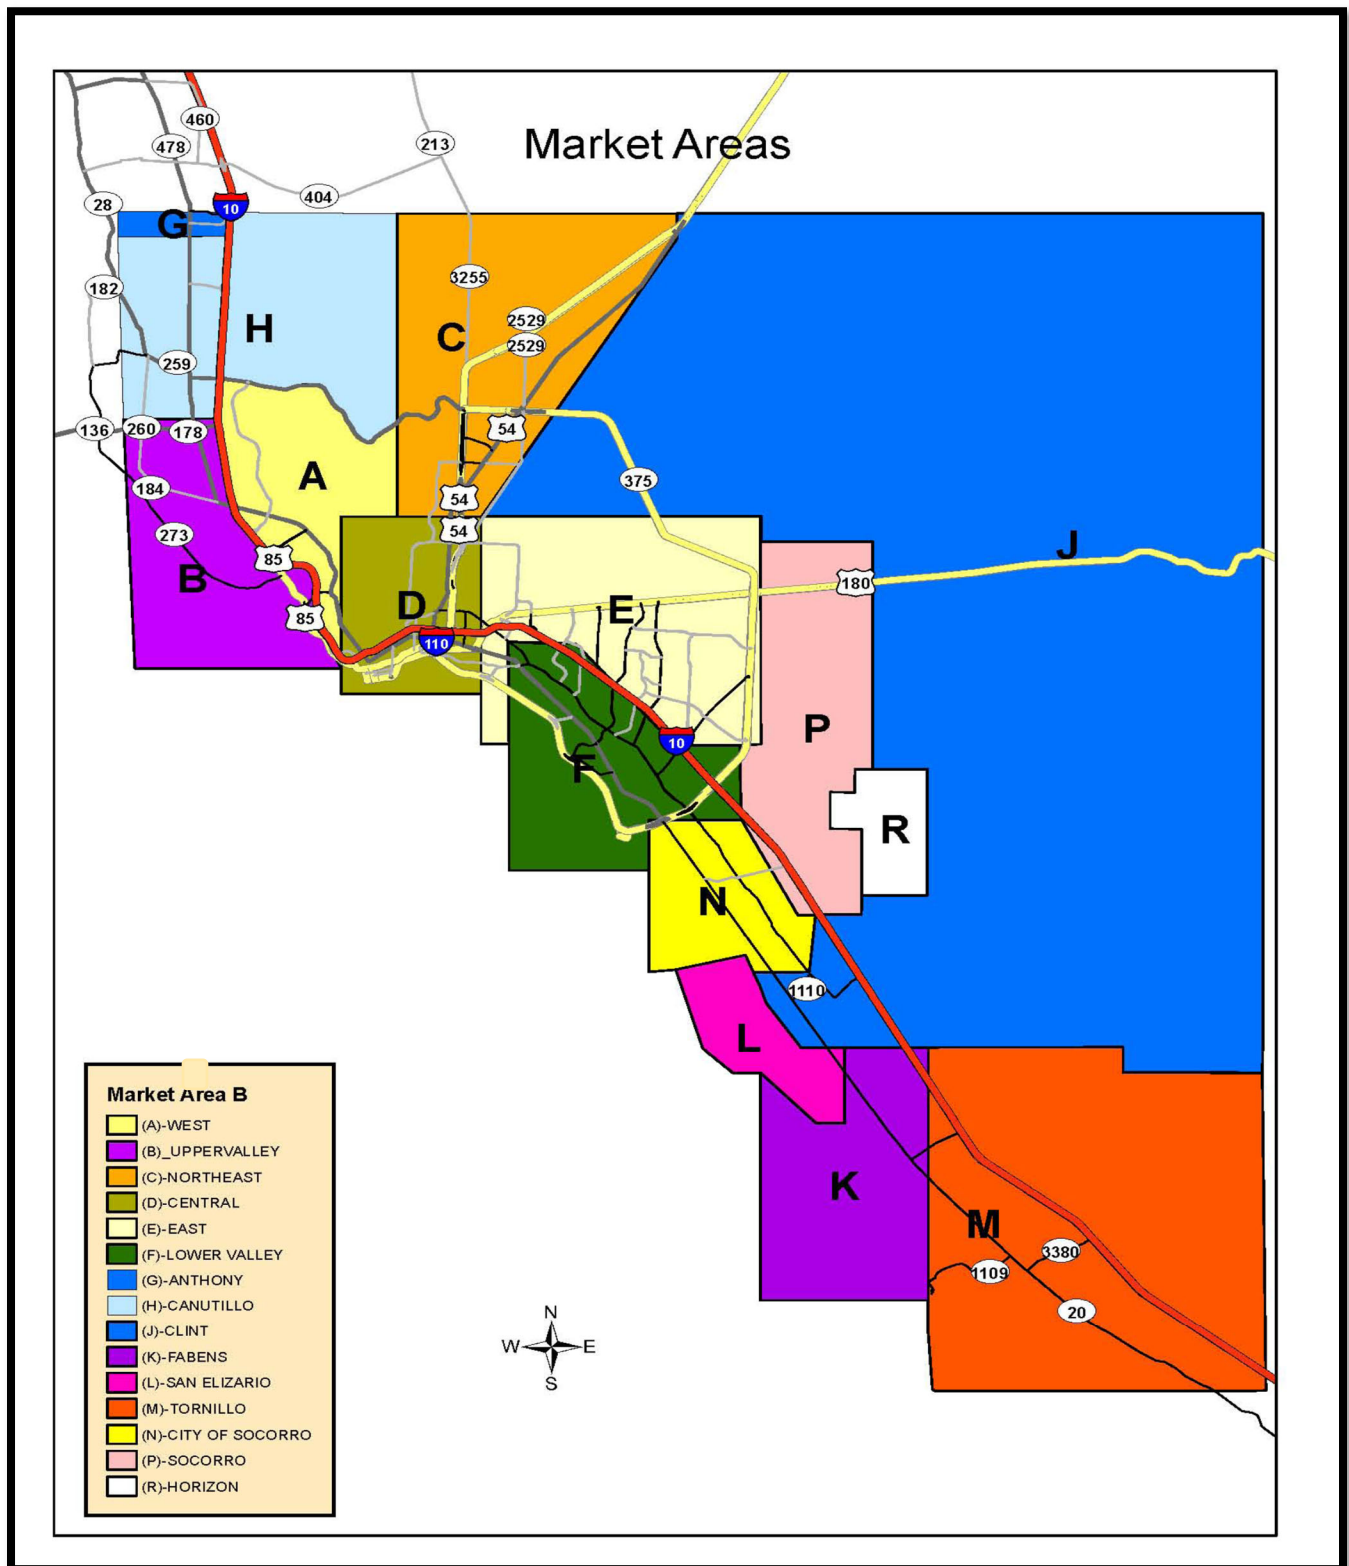 460
478
213
Market Areas
404
28
10
G
3255
182
2529
H
C
2529
259
136
260
178
54
A
375
184
54
54
273
J
85
B
180
D
E
85
110
P
10
F
R
N
1110
L
K
M
3380
1109
20
Market Area B
(A)-WEST
(B)_UPPERVALLEY
(C)-NORTHEAST
(D)-CENTRAL
(E)-EAST
(F)-LOWER VALLEY
(G)-ANTHONY
(H)-CANUTILLO
(J)-CLINT
(K)-FABENS
(L)-SAN ELIZARIO
(M)-TORNILLO
(N)-CITY OF SOCORRO
(P)-SOCORRO
(R)-HORIZON
N
W E
S